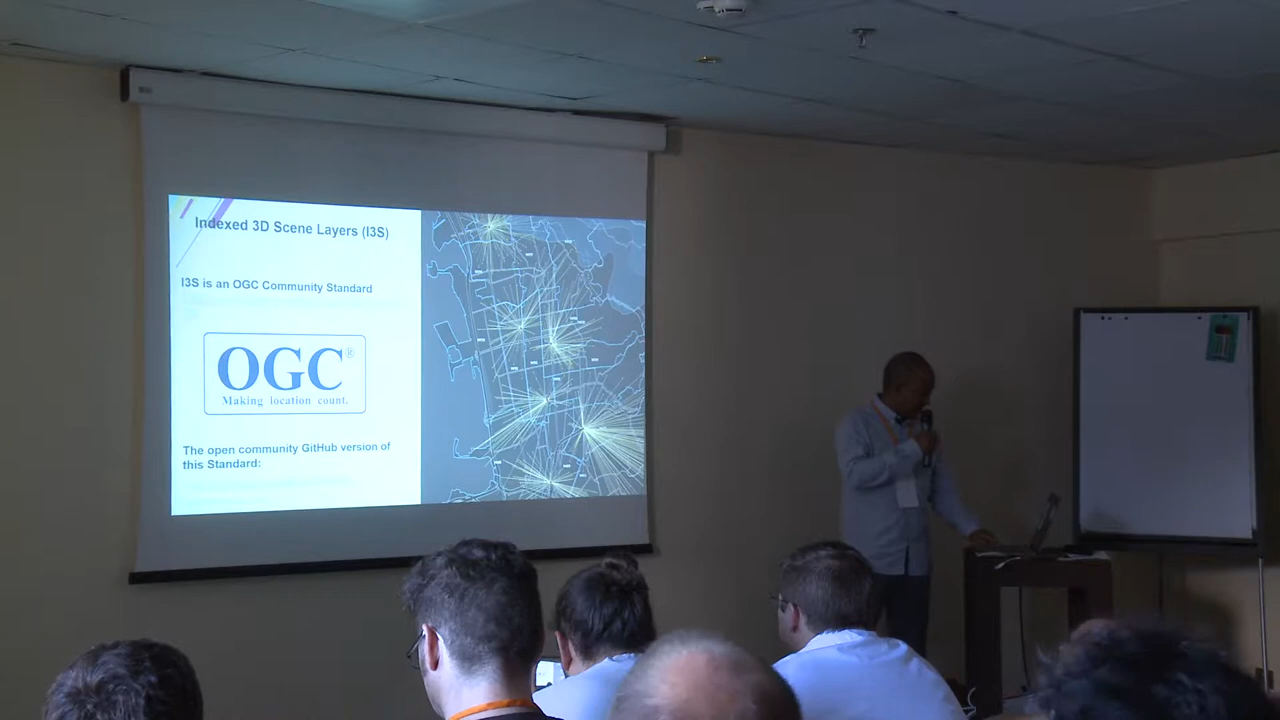 Indexed 3D Scene Layers (I3S)
I3S is an OGC Community Standard
OGC®
Making location count.
The open community GitHub version of
this Standard: